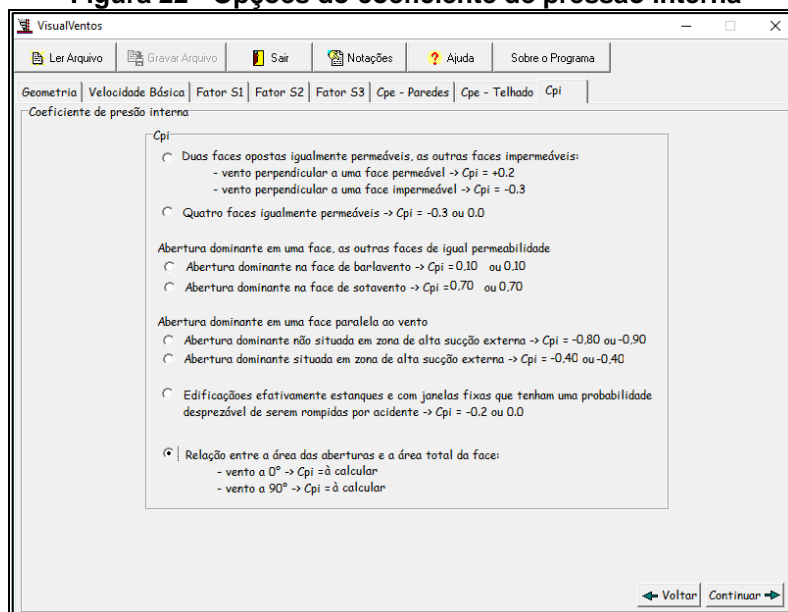 Figura 22 - Opções do coeficiente de pressão interna
VisualVentos
Ler Arquivo Gravar Arquivo Sair Notações ? Ajuda Sobre o Programa
Geometria Velocidade Básica Fator S1 Fator S2 Fator S3 Cpe - Paredes Cpe - Telhado Cpi
Coeficiente de presão interna
Cpi
Duas faces opostas igualmente permeáveis, as outras faces impermeáveis:
- vento perpendicular a uma face permeável -> Cpi = +0.2
- vento perpendicular a uma face impermeável -> Cpi = -0.3
Quatro faces igualmente permeáveis -> Cpi = -0.3 ou 0.0
Abertura dominante em uma face, as outras faces de igual permeabilidade
Abertura dominante na face de barlavento -> Cpi =0,10 ou 0,10
Abertura dominante na face de sotavento -> Cpi =0,70 ou 0,70
Abertura dominante em uma face paralela ao vento
Abertura dominante não situada em zona de alta sucção externa -> Cpi = -0,80 ou -0,90
Abertura dominante situada em zona de alta sucção externa -> Cpi = -0,40 ou -0,40
Edificaçãoes efativamente estanques e com janelas fixas que tenham uma probabilidade
desprezável de serem rompidas por acidente -> Cpi = -0.2 ou 0.0
Relação entre a área das aberturas e a área total da face:
- vento a 0° -> Cpi =à calcular
- vento a 90° -> Cpi =à calcular
Voltar Continuar